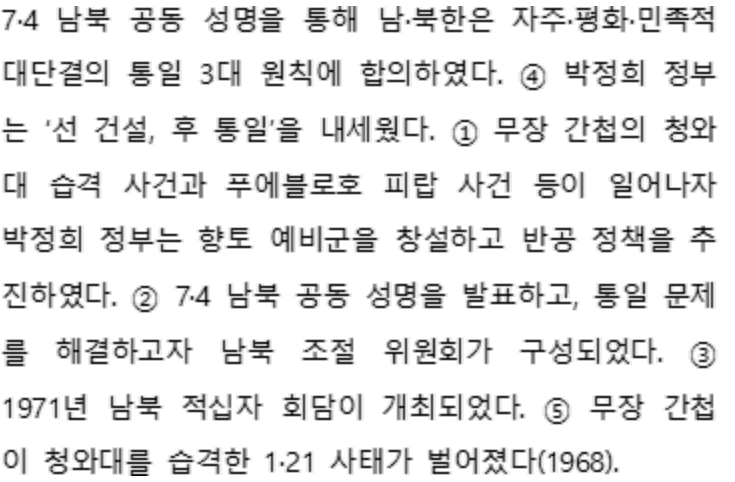 7·4 남북 공동 성명을 통해 남·북한은 자주·평화·민족적
대단결의 통일 3대 원칙에 합의하였다. ④ 박정희 정부
는 ‘선 건설, 후 통일’을 내세웠다. ① 무장 간첩의 청와
대 습격 사건과 푸에블로호 피랍 사건 등이 일어나자
박정희 정부는 향토 예비군을 창설하고 반공 정책을 추
진하였다. ② 7·4 남북 공동 성명을 발표하고, 통일 문제
를 해결하고자 남북 조절 위원회가 구성되었다. ③
1971년 남북 적십자 회담이 개최되었다. ⑤ 무장 간첩
이 청와대를 습격한 1·21 사태가 벌어졌다(1968).